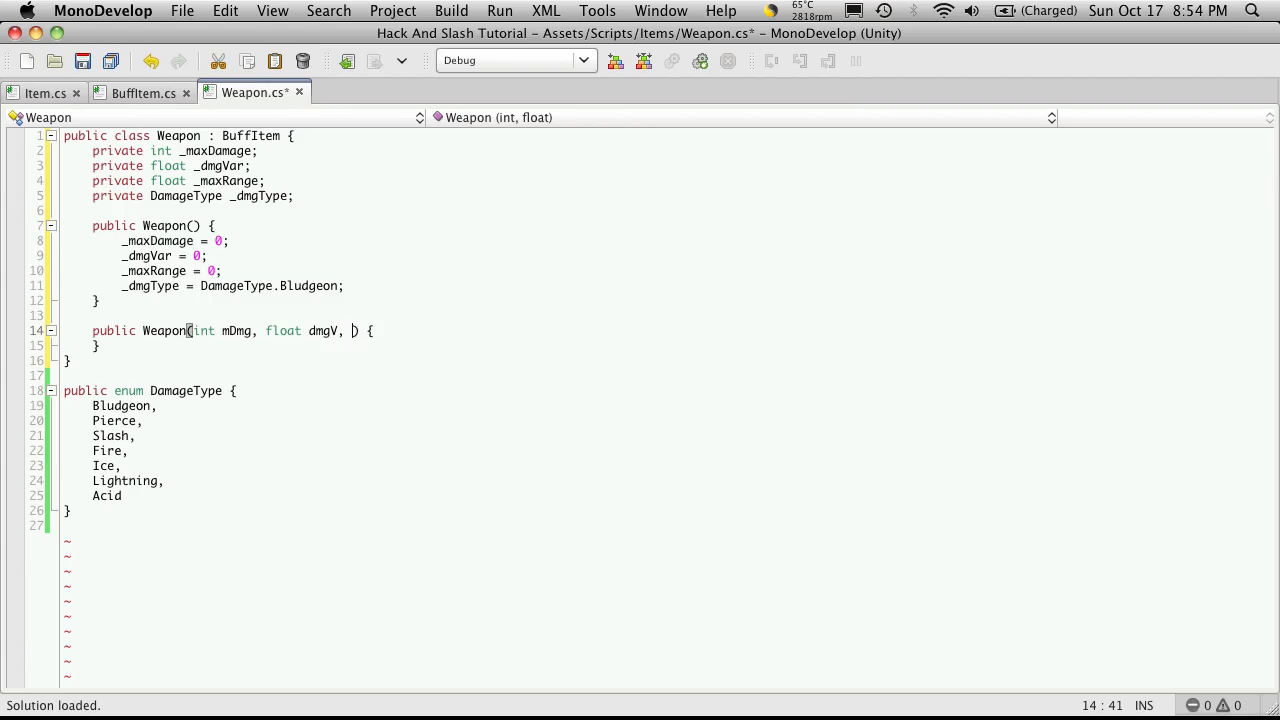 MonoDevelop File Edit View Search Project Build Run XML Tools Window Help 65°C 2818rpm (Charged) Sun Oct 17 8:54 PM
Hack And Slash Tutorial - Assets/Scripts/Items/Weapon.cs* - MonoDevelop (Unity)
Debug
Item.cs BuffItem.cs Weapon.cs*
Weapon Weapon (int, float)
1 public class Weapon : BuffItem {
2 private int _maxDamage;
3 private float _dmgVar;
4 private float _maxRange;
5 private DamageType _dmgType;
6
7 public Weapon() {
8 _maxDamage = 0;
9 _dmgVar = 0;
10 _maxRange = 0;
11 _dmgType = DamageType.Bludgeon;
12 }
13
14 public Weapon(int mDmg, float dmgV, ) {
15 }
16 }
17
18 public enum DamageType {
19 Bludgeon,
20 Pierce,
21 Slash,
22 Fire,
23 Ice,
24 Lightning,
25 Acid
26 }
27
~
~
~
~
~
~
~
~
~
~
Solution loaded. 14 : 41 INS 0 0